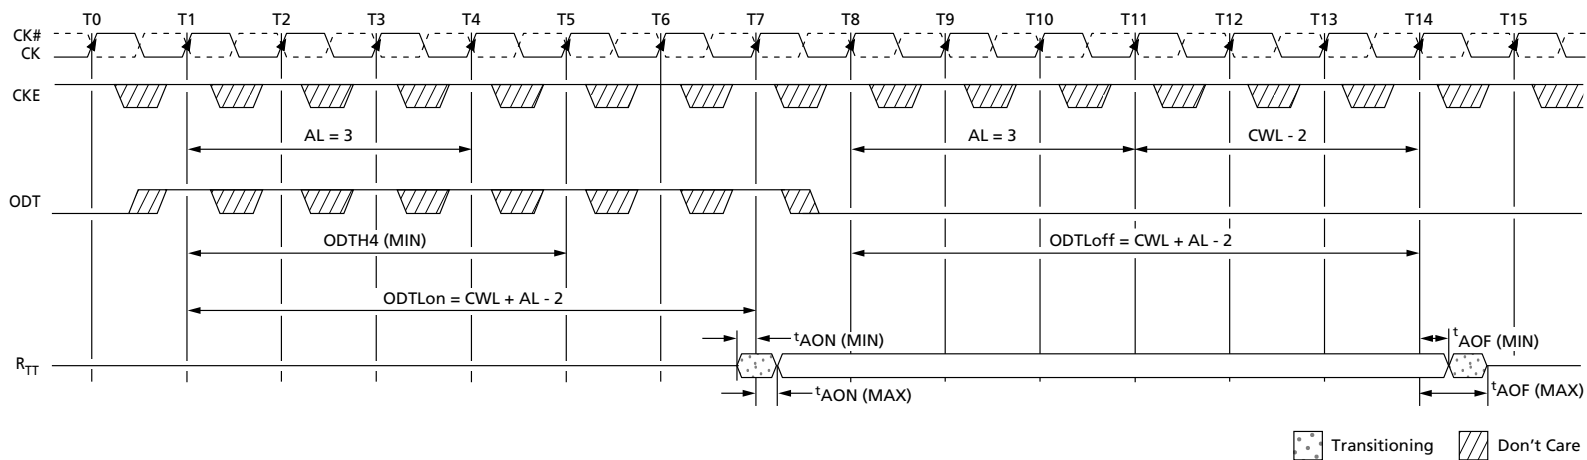 T0 T1 T2 T3 T4 T5 T6 T7 T8 T9 T10 T11 T12 T13 T14 T15
CK#
CK
CKE
AL = 3 AL = 3 CWL - 2
ODT
ODTH4 (MIN) ODTLoff = CWL + AL - 2
ODTLon = CWL + AL - 2
tAON (MIN) tAOF (MIN)
RTT
tAON (MAX) tAOF (MAX)
Transitioning Don't Care